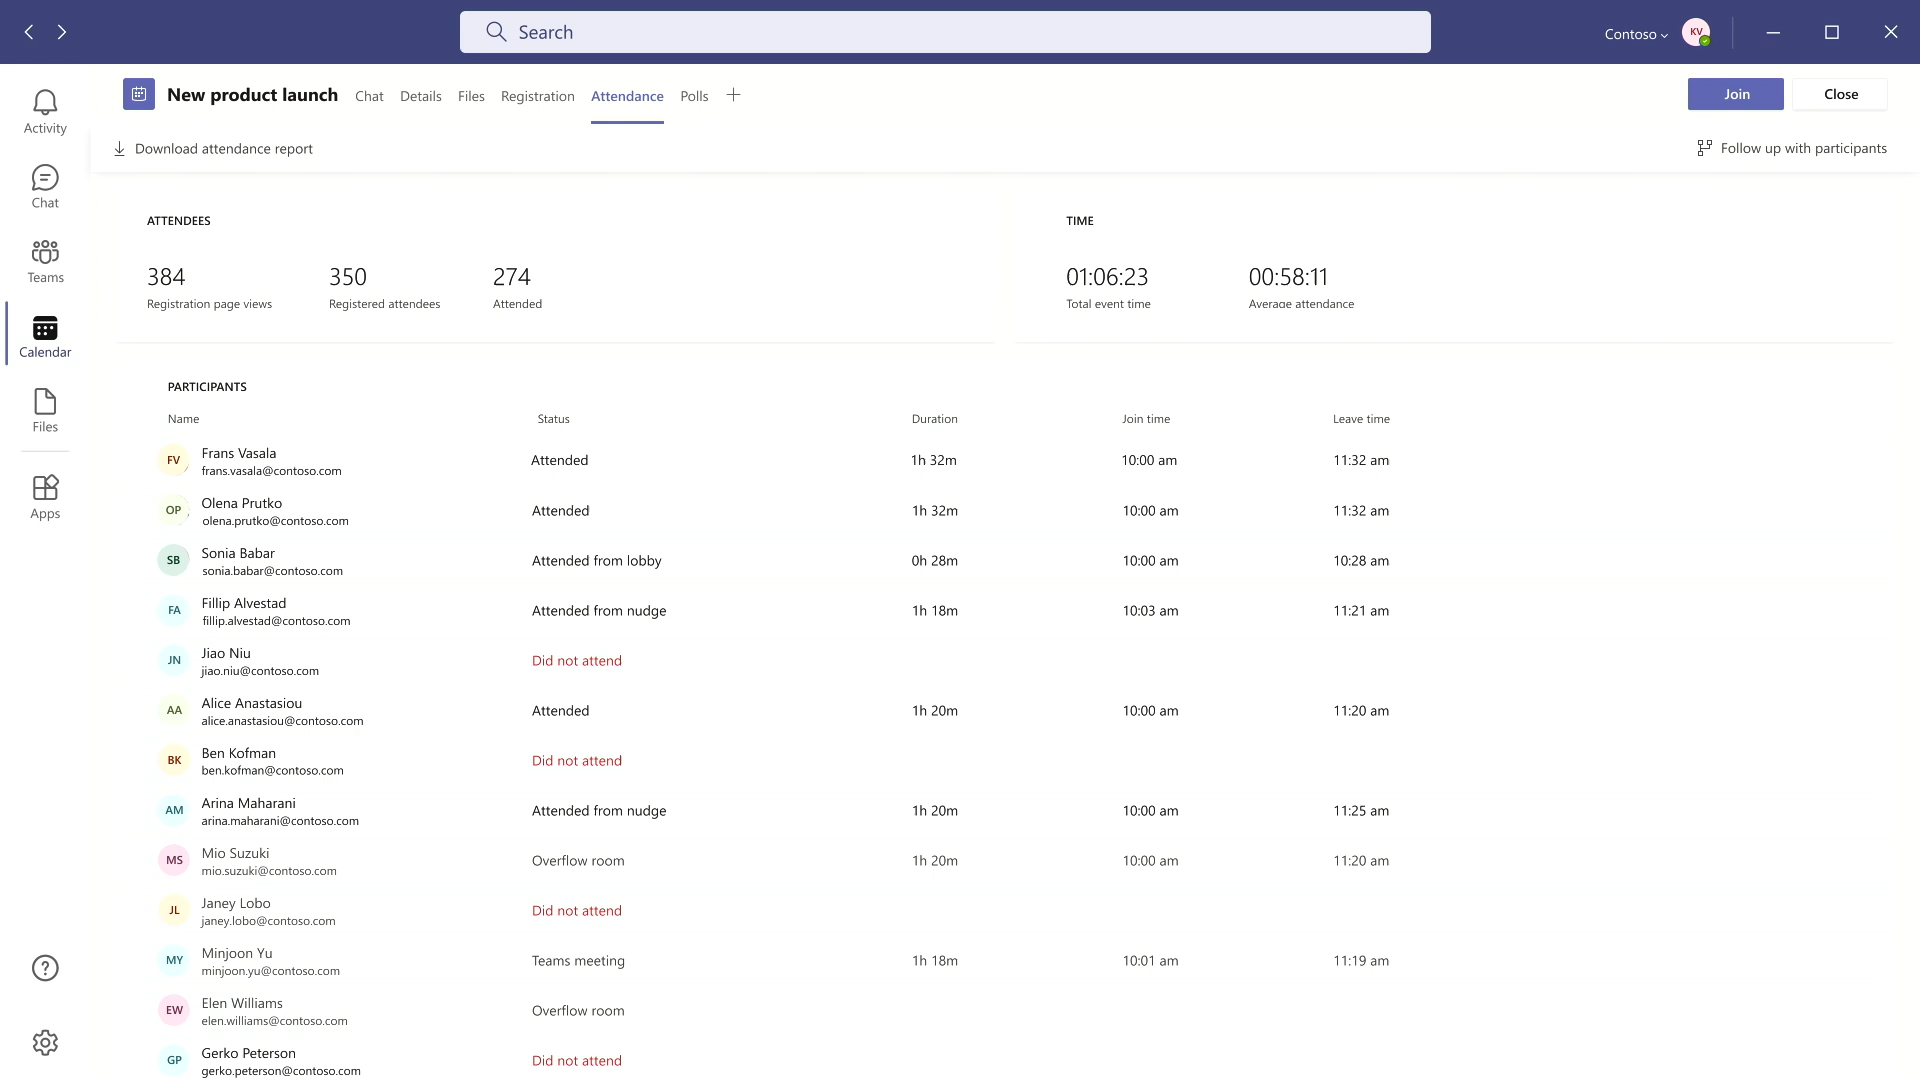 Search
Contoso
KV
New product launch
Chat
Details
Files
Registration
Attendance
Polls
Join
Close
Activity
Chat
Teams
Calendar
Files
Apps
Download attendance report
Follow up with participants
ATTENDEES
384
Registration page views
350
Registered attendees
274
Attended
TIME
01:06:23
Total event time
00:58:11
Average attendance
PARTICIPANTS
Name Status Duration Join time Leave time
FV Frans Vasala Attended 1h 32m 10:00 am 11:32 am
frans.vasala@contoso.com
OP Olena Prutko Attended 1h 32m 10:00 am 11:32 am
olena.prutko@contoso.com
SB Sonia Babar Attended from lobby 0h 28m 10:00 am 10:28 am
sonia.babar@contoso.com
FA Fillip Alvestad Attended from nudge 1h 18m 10:03 am 11:21 am
fillip.alvestad@contoso.com
JN Jiao Niu Did not attend
jiao.niu@contoso.com
AA Alice Anastasiou Attended 1h 20m 10:00 am 11:20 am
alice.anastasiou@contoso.com
BK Ben Kofman Did not attend
ben.kofman@contoso.com
AM Arina Maharani Attended from nudge 1h 20m 10:00 am 11:25 am
arina.maharani@contoso.com
MS Mio Suzuki Overflow room 1h 20m 10:00 am 11:20 am
mio.suzuki@contoso.com
JL Janey Lobo Did not attend
janey.lobo@contoso.com
MY Minjoon Yu Teams meeting 1h 18m 10:01 am 11:19 am
minjoon.yu@contoso.com
EW Elen Williams Overflow room
elen.williams@contoso.com
GP Gerko Peterson Did not attend
gerko.peterson@contoso.com